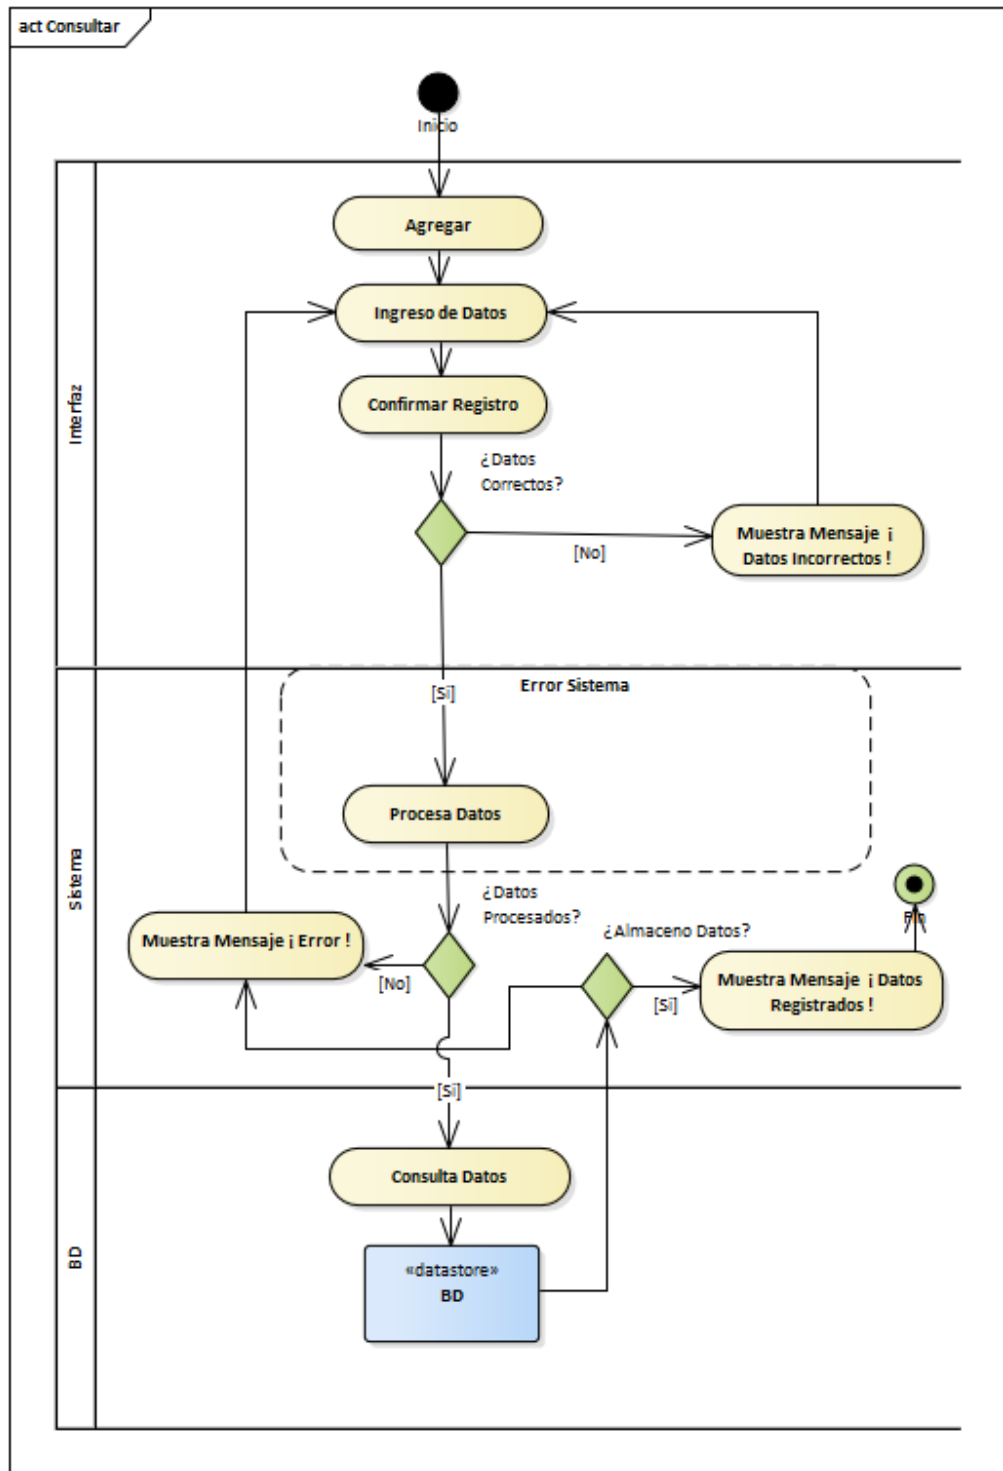 act Consultar
Inicio
Interfaz
Agregar
Ingreso de Datos
Confirmar Registro
¿Datos
Correctos?
[No]
Muestra Mensaje ¡
Datos Incorrectos !
Sistema
[Si]
Error Sistema
Procesa Datos
¿Datos
Procesados?
Muestra Mensaje ¡ Error !
[No]
¿Almaceno Datos?
[Si]
Fin
Muestra Mensaje ¡ Datos
Registrados !
BD
[Si]
Consulta Datos
«datastore»
BD